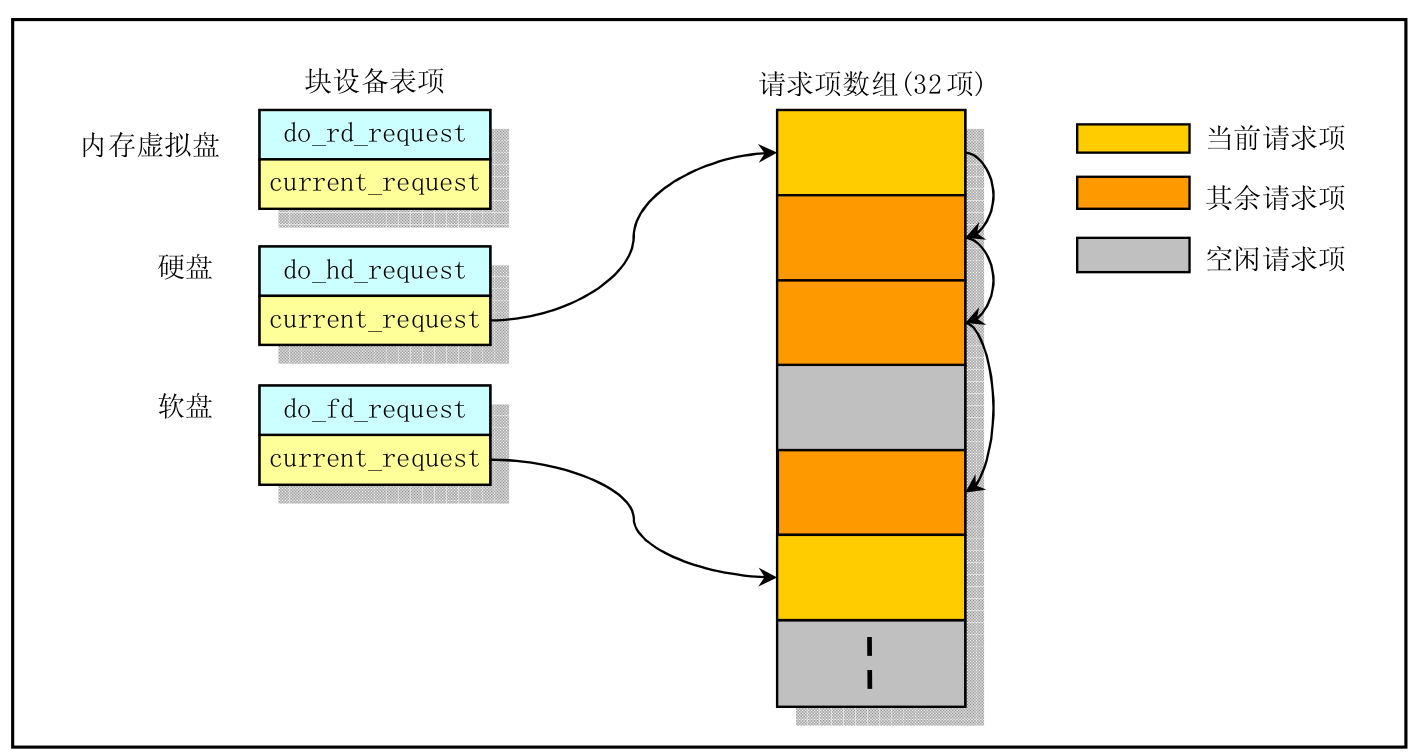 块设备表项
请求项数组(32项)
内存虚拟盘
do_rd_request
current_request
硬盘
do_hd_request
current_request
软盘
do_fd_request
current_request
当前请求项
其余请求项
空闲请求项